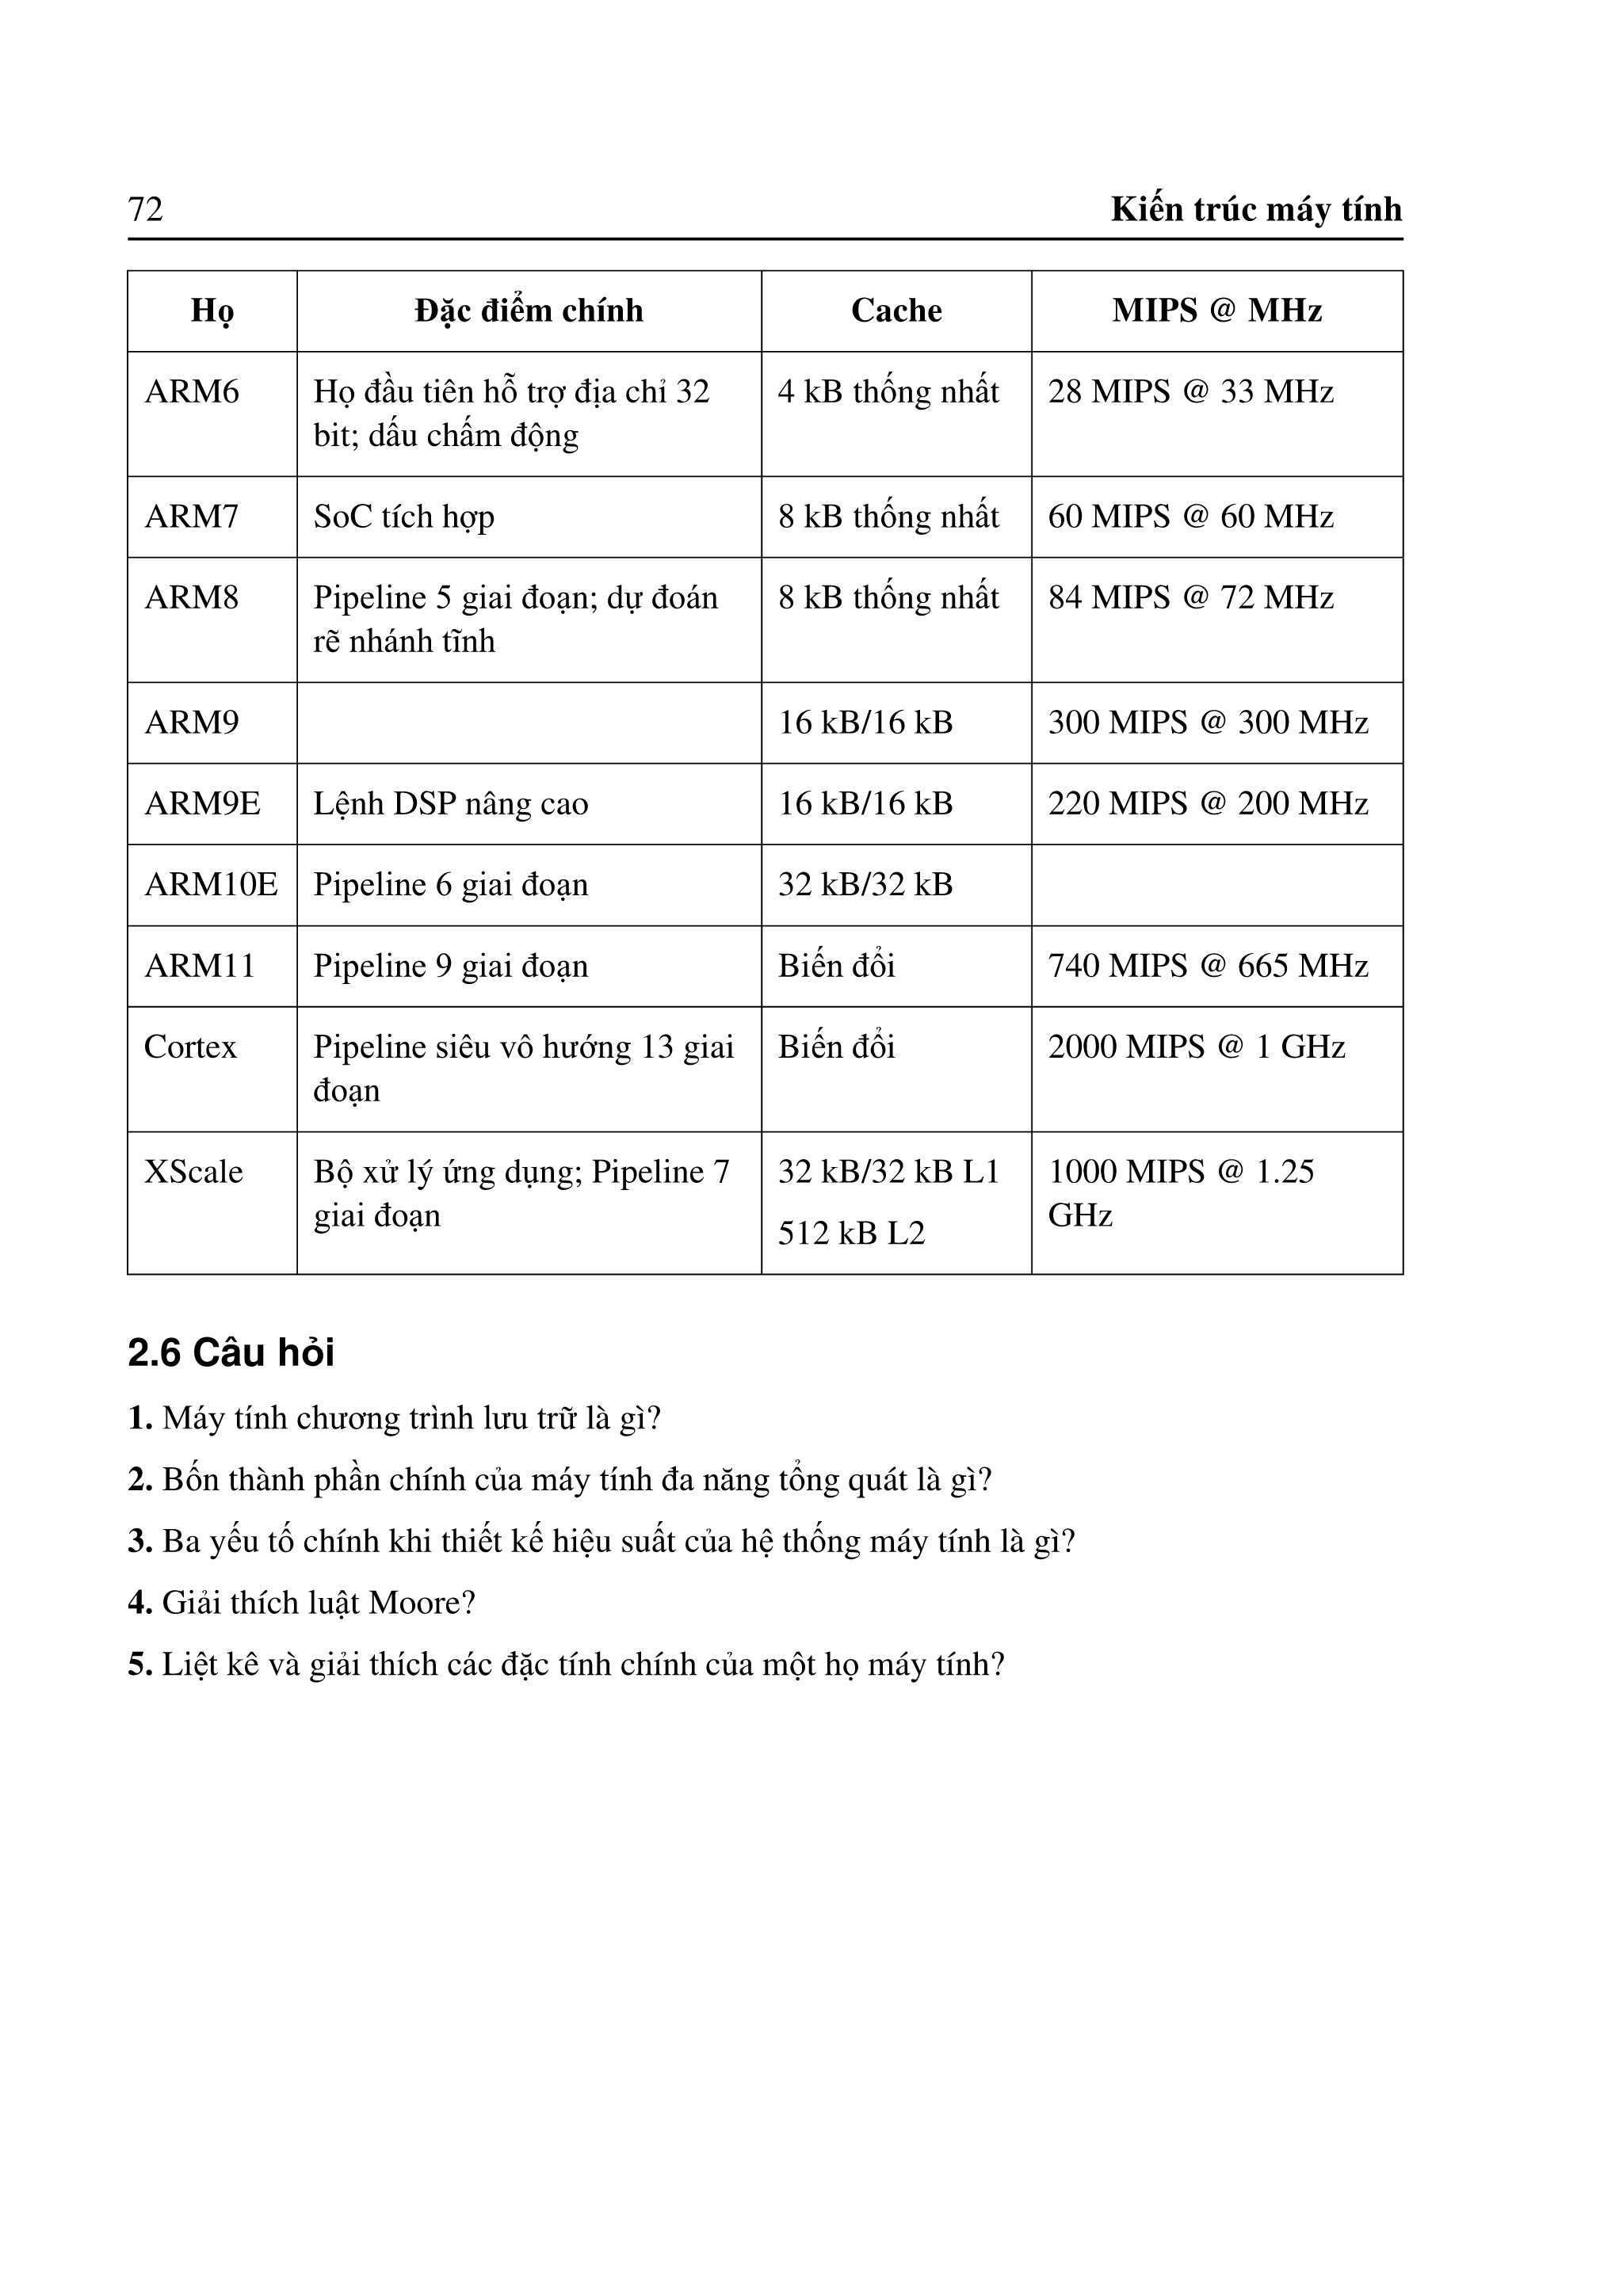 72 Kiến trúc máy tính
Họ Đặc điểm chính Cache MIPS @ MHz
ARM6 Họ đầu tiên hỗ trợ địa chỉ 32 4 kB thống nhất 28 MIPS @ 33 MHz
bit; dấu chấm động
ARM7 SoC tích hợp 8 kB thống nhất 60 MIPS @ 60 MHz
ARM8 Pipeline 5 giai đoạn; dự đoán 8 kB thống nhất 84 MIPS @ 72 MHz
rẽ nhánh tĩnh
ARM9 16 kB/16 kB 300 MIPS @ 300 MHz
ARM9E Lệnh DSP nâng cao 16 kB/16 kB 220 MIPS @ 200 MHz
ARM10E Pipeline 6 giai đoạn 32 kB/32 kB
ARM11 Pipeline 9 giai đoạn Biến đổi 740 MIPS @ 665 MHz
Cortex Pipeline siêu vô hướng 13 giai Biến đổi 2000 MIPS @ 1 GHz
đoạn
XScale Bộ xử lý ứng dụng; Pipeline 7 32 kB/32 kB L1 1000 MIPS @ 1.25
giai đoạn 512 kB L2 GHz
2.6 Câu hỏi
1. Máy tính chương trình lưu trữ là gì?
2. Bốn thành phần chính của máy tính đa năng tổng quát là gì?
3. Ba yếu tố chính khi thiết kế hiệu suất của hệ thống máy tính là gì?
4. Giải thích luật Moore?
5. Liệt kê và giải thích các đặc tính chính của một họ máy tính?